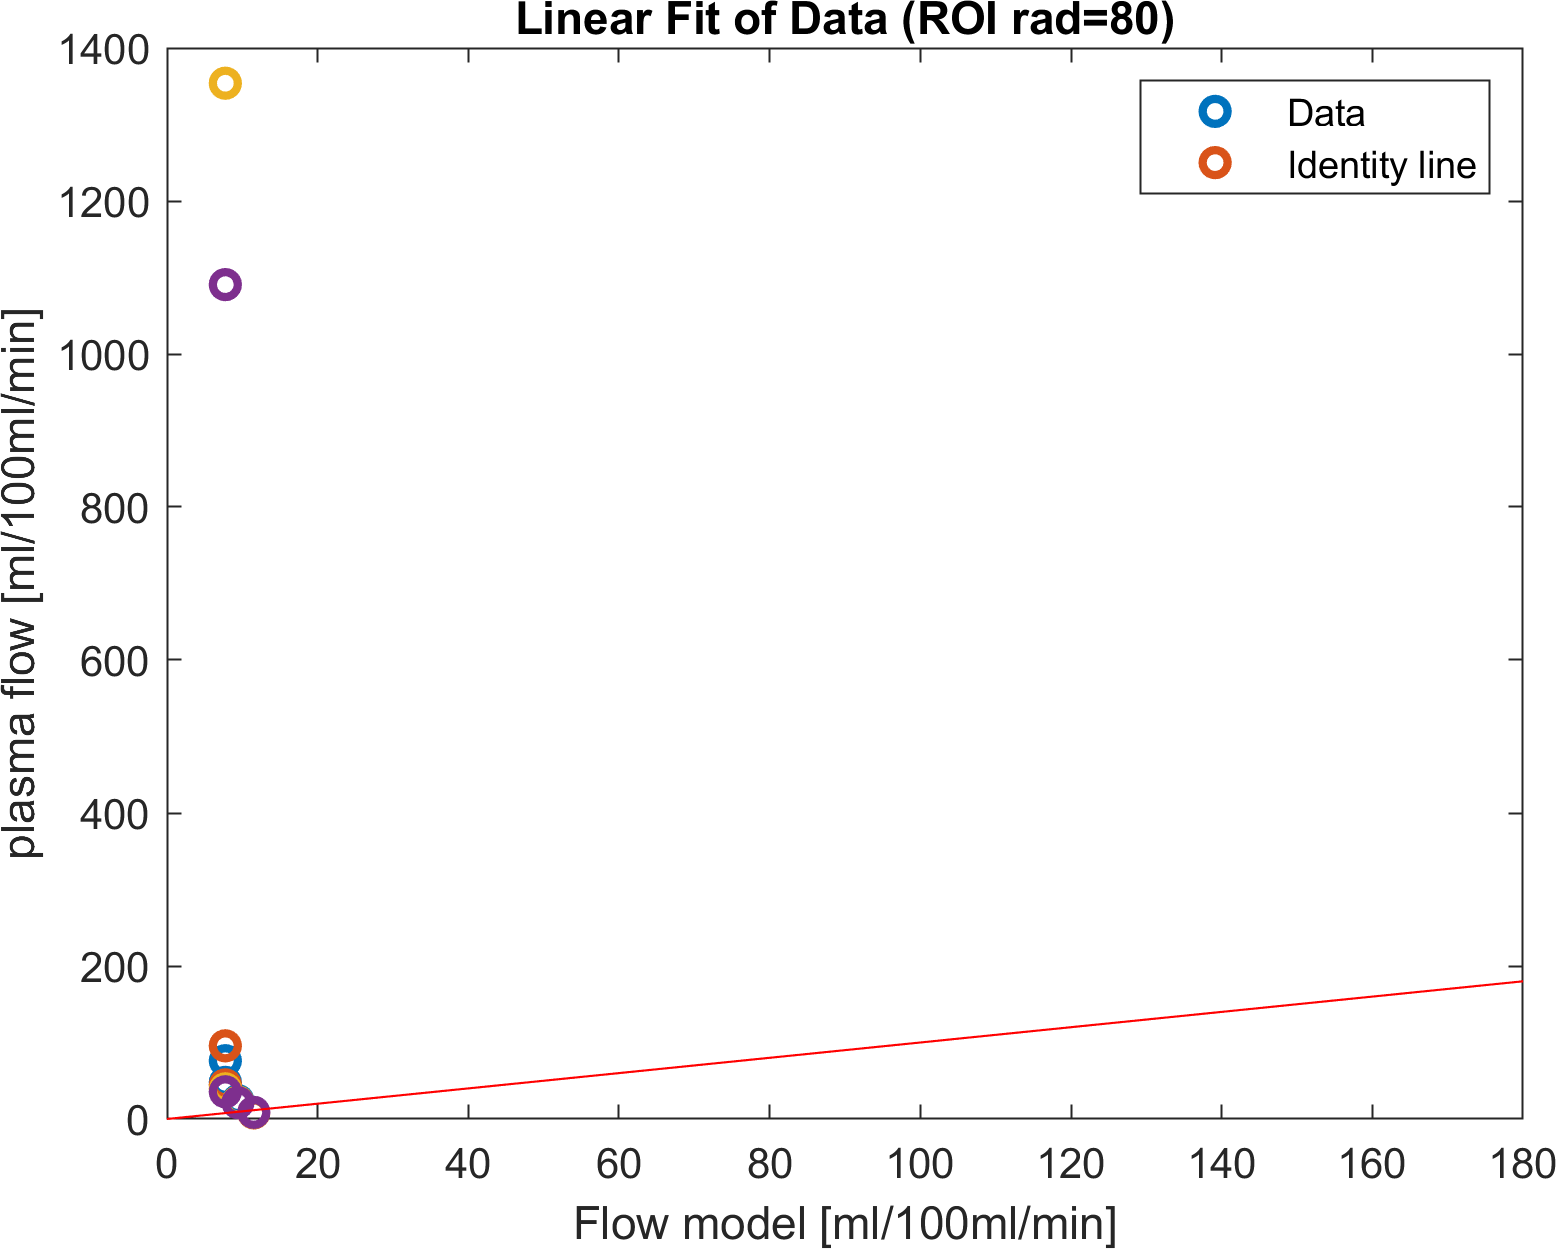 Linear Fit of Data (ROI rad=80)
1400
1200
1000
800
600
400
200
0
plasma flow [ml/100ml/min]
Data
Identity line
0 20 40 60 80 100 120 140 160 180
Flow model [ml/100ml/min]